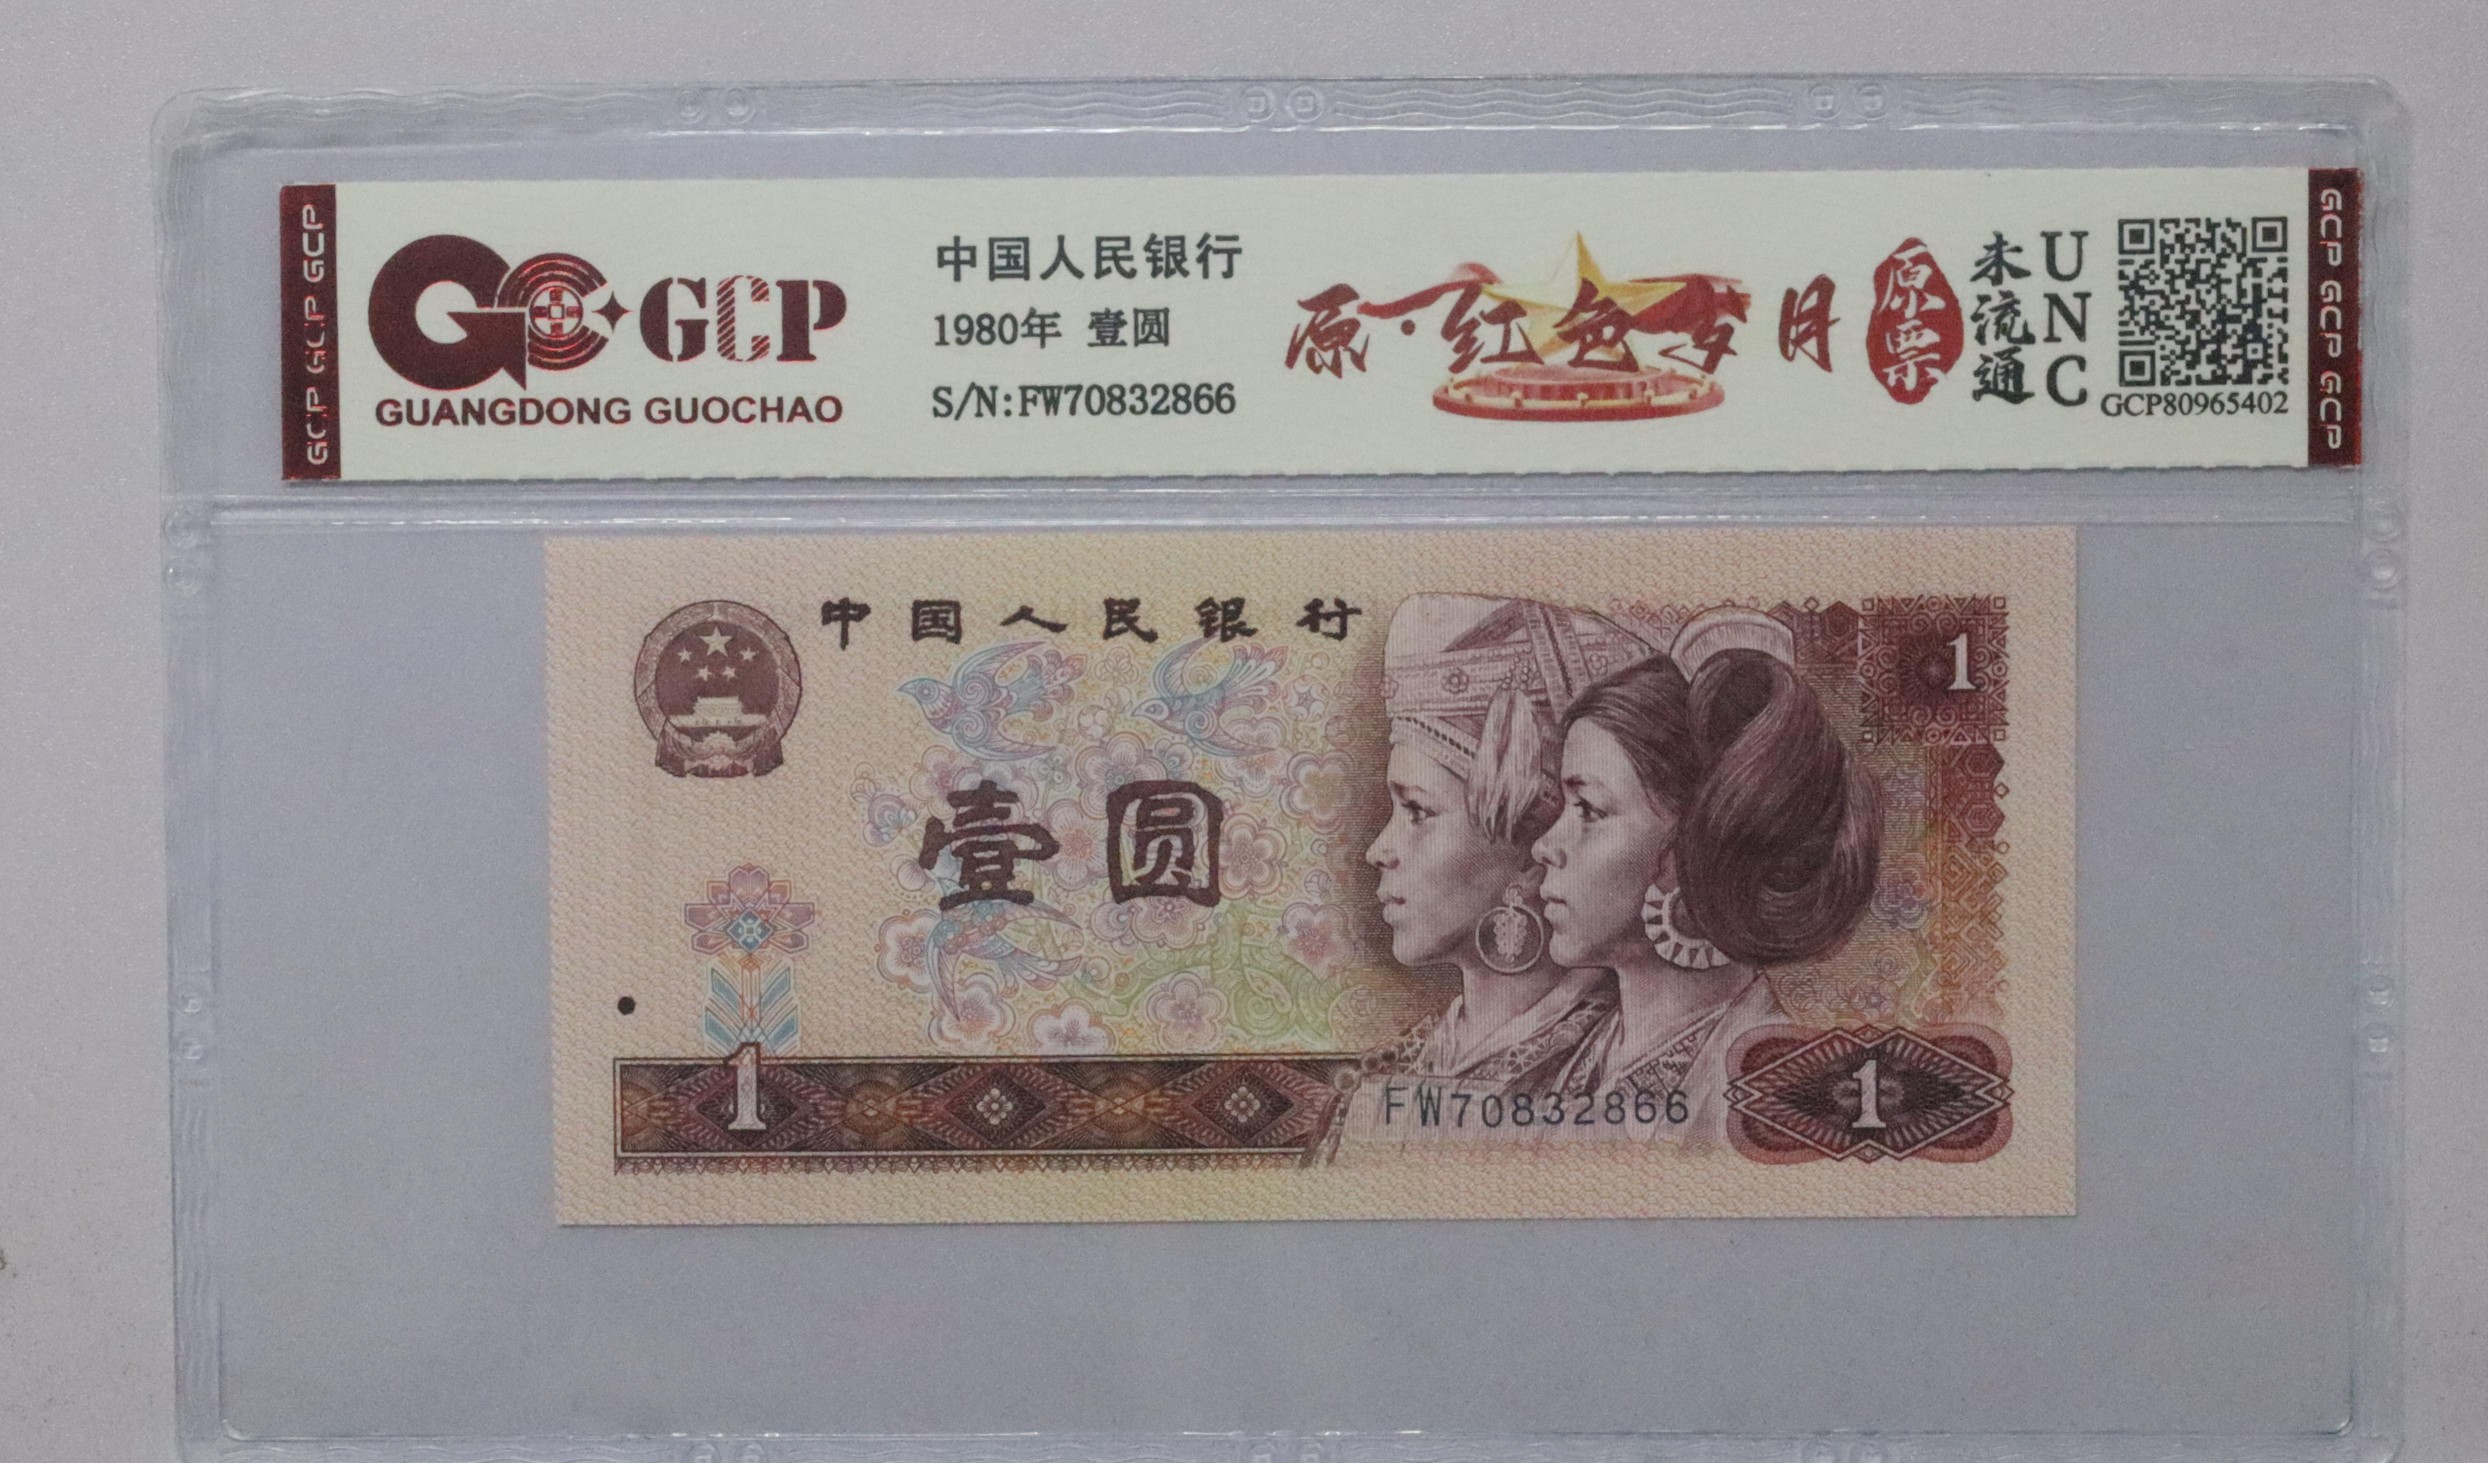 GCP GCP GCP
GCP
GUANGDONG GUOCHAO
中国人民银行
1980年 壹圆
S/N:FW70832866
原·红色岁月
原票
未流通
UNC
GCP80965402
GCP GCP GCP
中国人民银行
1
壹圆
1
FW70832866
1